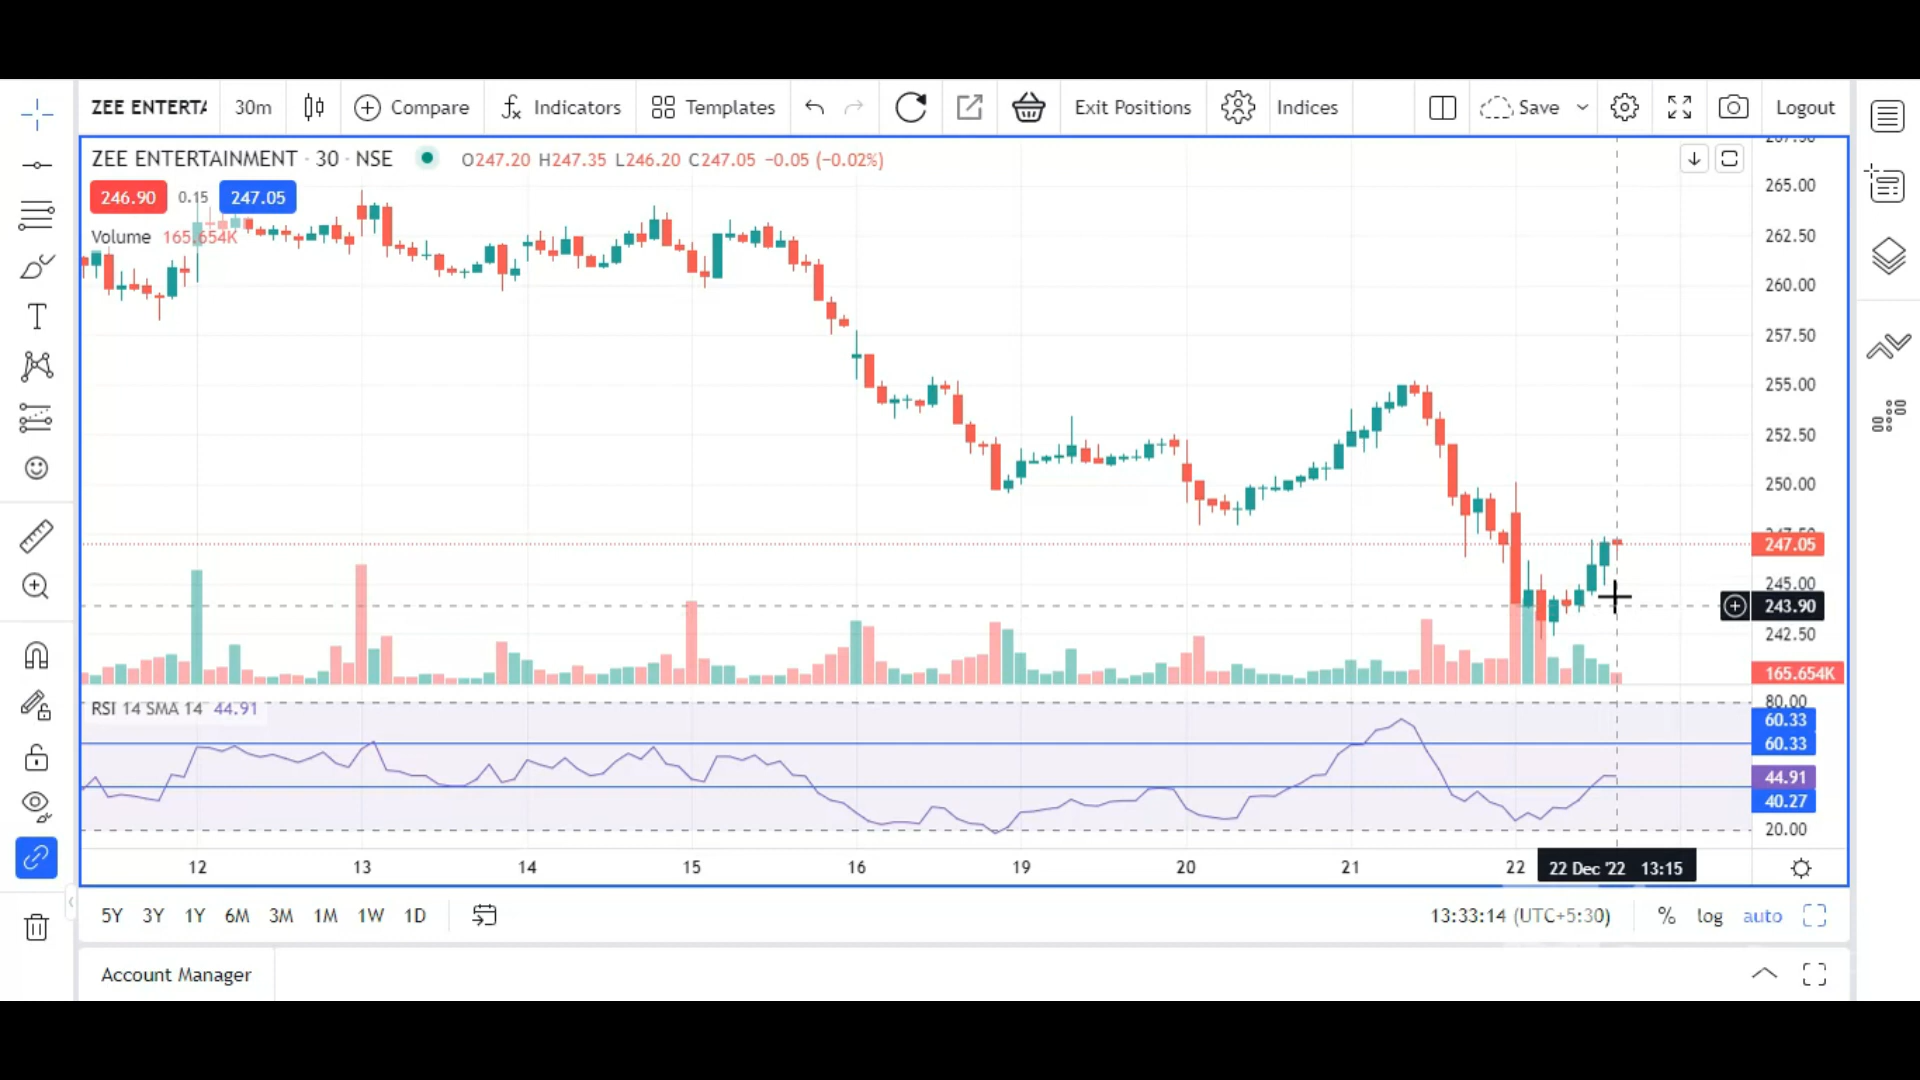 ZEE ENTERTA 30m Compare Indicators Templates Exit Positions Indices Save Logout
ZEE ENTERTAINMENT · 30 · NSE O247.20 H247.35 L246.20 C247.05 −0.05 (−0.02%)
246.90 0.15 247.05
Volume 165.654K
265.00
262.50
260.00
257.50
255.00
252.50
250.00
247.05
245.00
243.90
242.50
165.654K
RSI 14 SMA 14 44.91
80.00
60.33
60.33
44.91
40.27
20.00
12 13 14 15 16 19 20 21 22 22 Dec '22 13:15
5Y 3Y 1Y 6M 3M 1M 1W 1D 13:33:14 (UTC+5:30) % log auto
Account Manager